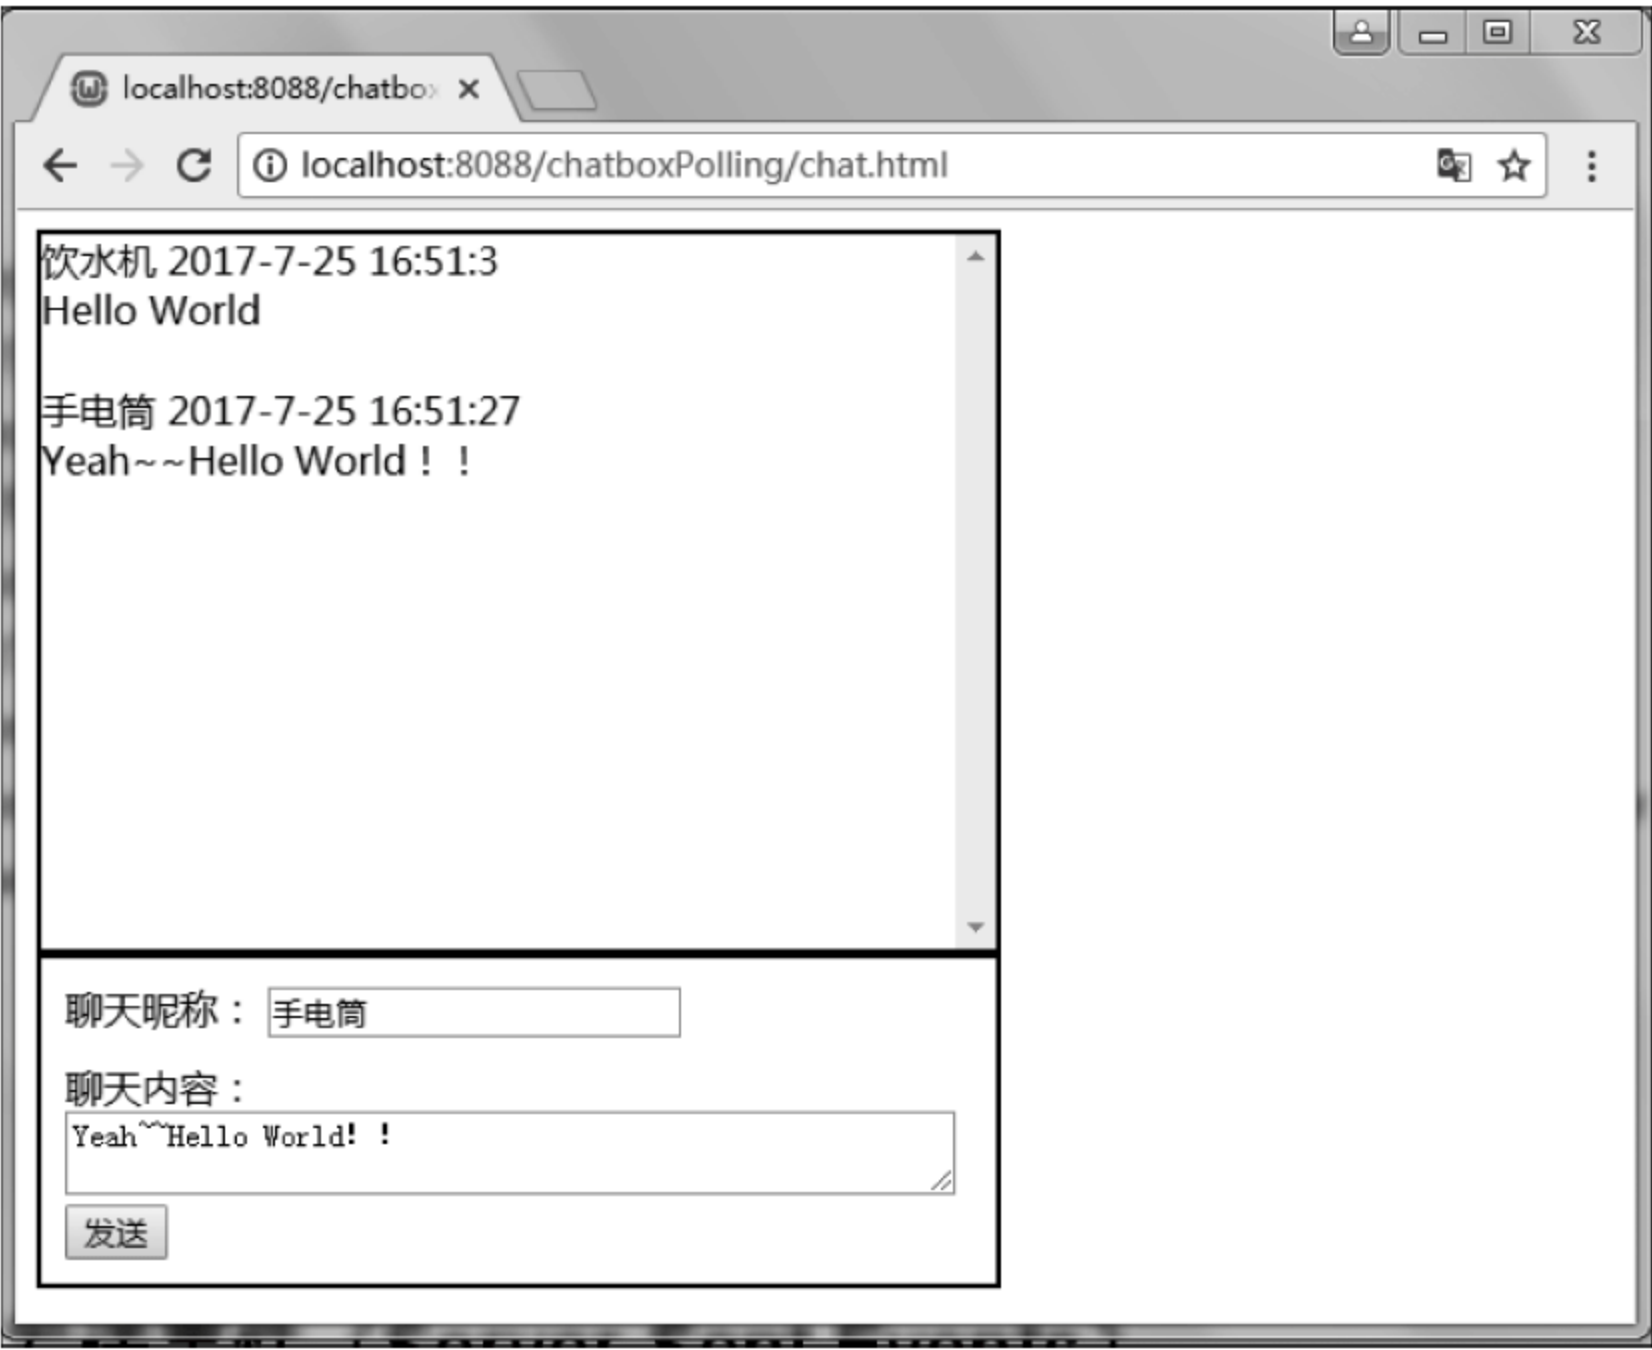 localhost:8088/chatbox
localhost:8088/chatboxPolling/chat.html
饮水机 2017-7-25 16:51:3
Hello World
手电筒 2017-7-25 16:51:27
Yeah~~Hello World！！
聊天昵称： 手电筒
聊天内容：
Yeah~~Hello World！！
发送